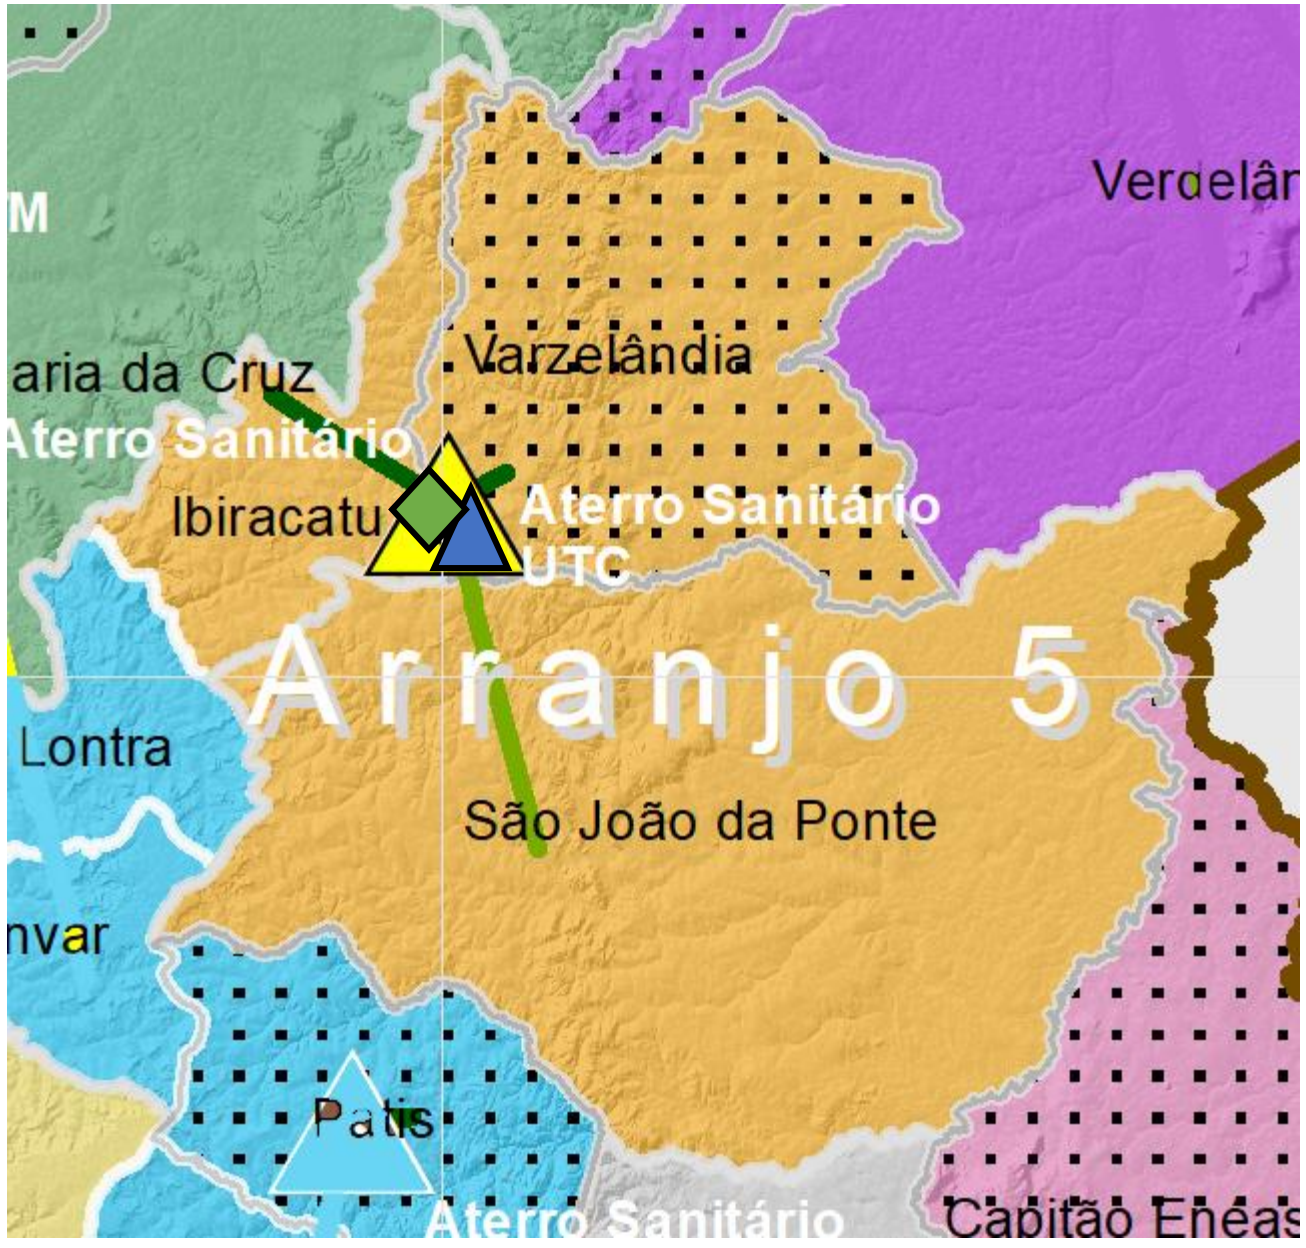 Verdelân
M
Varzelândia
aria da Cruz
Aterro Sanitário
Ibiracatu
Aterro Sanitário
UTC
Arranjo 5
Lontra
São João da Ponte
nvar
Patis
Aterro Sanitário
Capitão Enéas